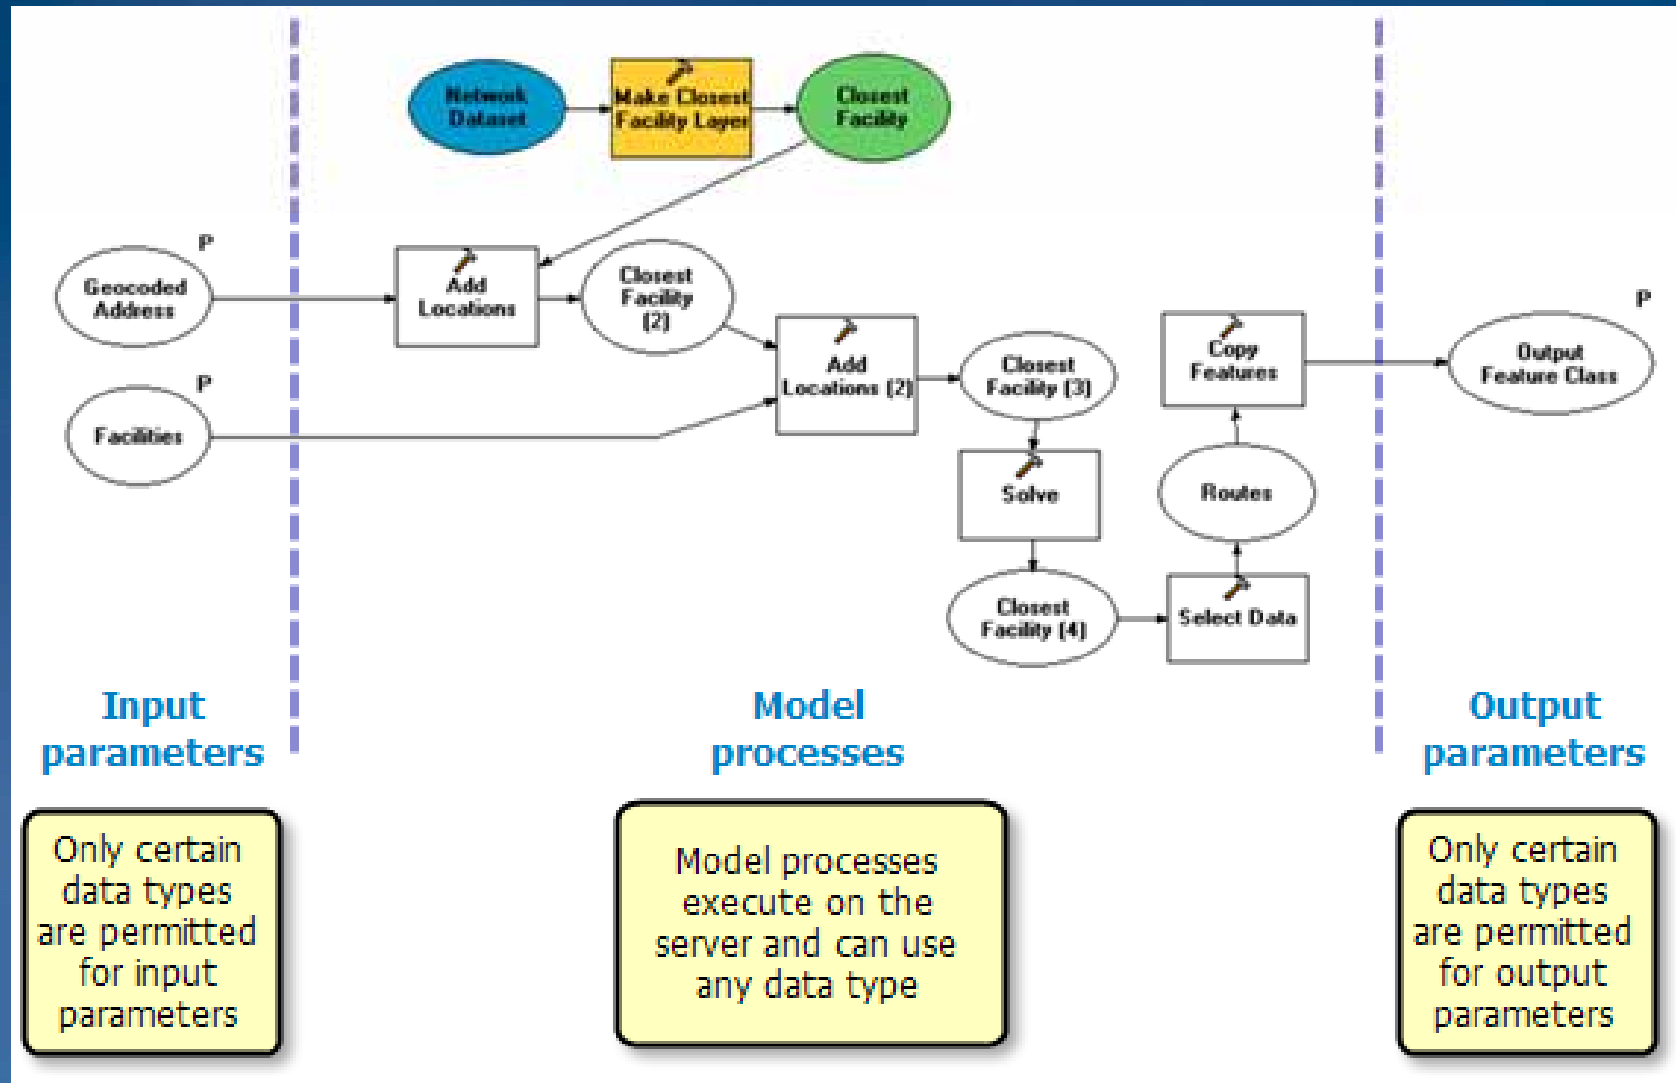 Network
Dataset
Make Closest
Facility Layer
Closest
Facility
P
Geocoded
Address
Add
Locations
Closest
Facility
(2)
P
Facilities
Add
Locations (2)
Closest
Facility (3)
Copy
Features
P
Output
Feature Class
Solve
Routes
Closest
Facility (4)
Select Data
Input
parameters
Model
processes
Output
parameters
Only certain
data types
are permitted
for input
parameters
Model processes
execute on the
server and can use
any data type
Only certain
data types
are permitted
for output
parameters